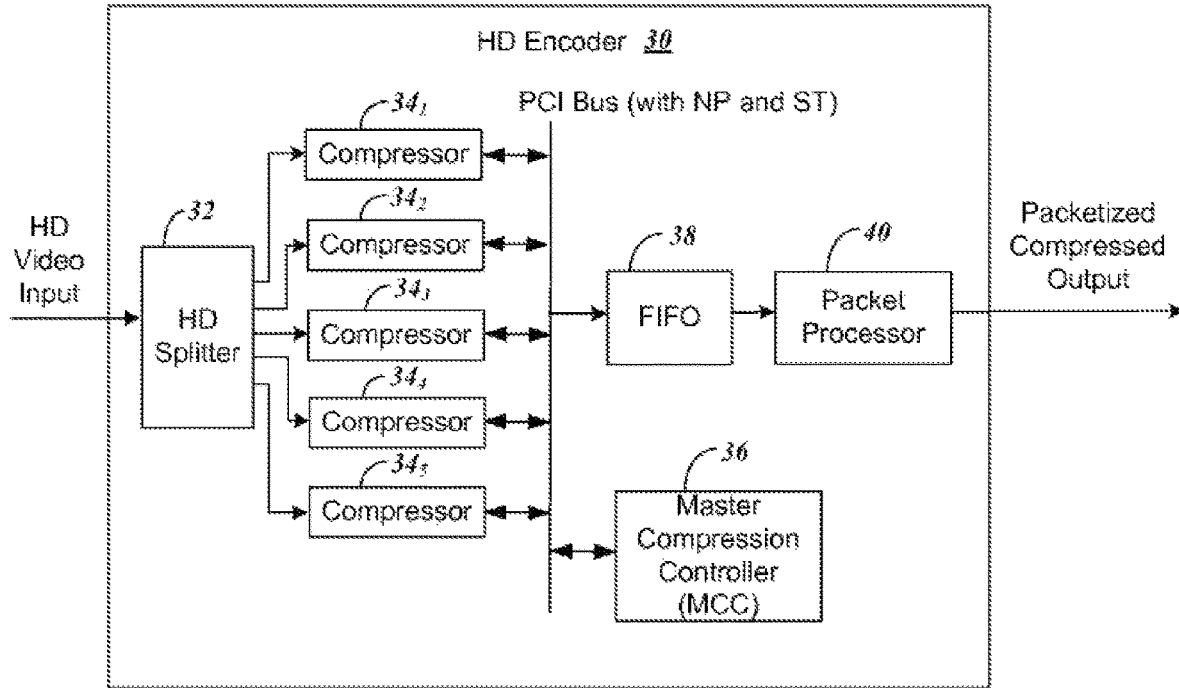 HD Encoder 30
PCI Bus (with NP and ST)
34₁
Compressor
34₂
Compressor
34₃
Compressor
34₄
Compressor
34₅
Compressor
HD
Video
Input
32
HD
Splitter
38
FIFO
40
Packet
Processor
Packetized
Compressed
Output
36
Master
Compression
Controller
(MCC)